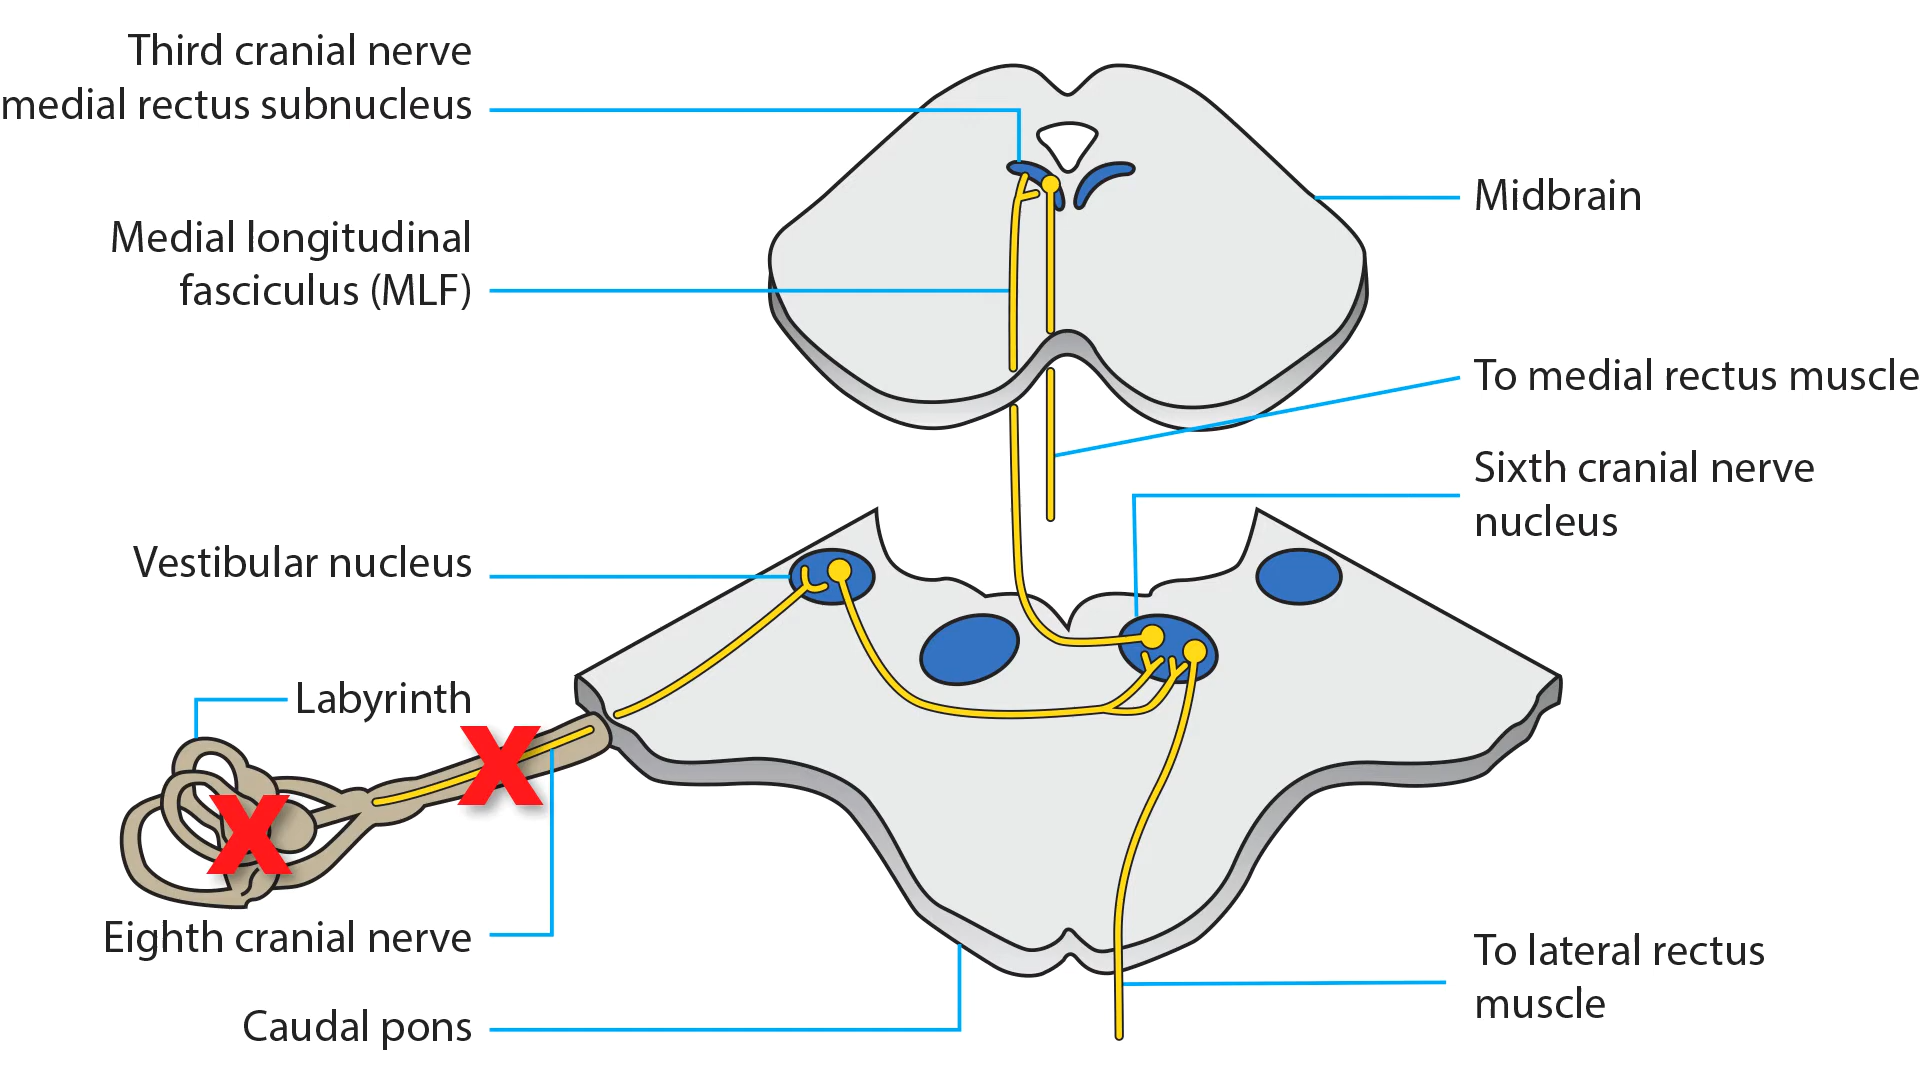 Third cranial nerve
medial rectus subnucleus
Midbrain
Medial longitudinal
fasciculus (MLF)
To medial rectus muscle
Sixth cranial nerve
nucleus
Vestibular nucleus
Labyrinth
X
X
Eighth cranial nerve
To lateral rectus
muscle
Caudal pons